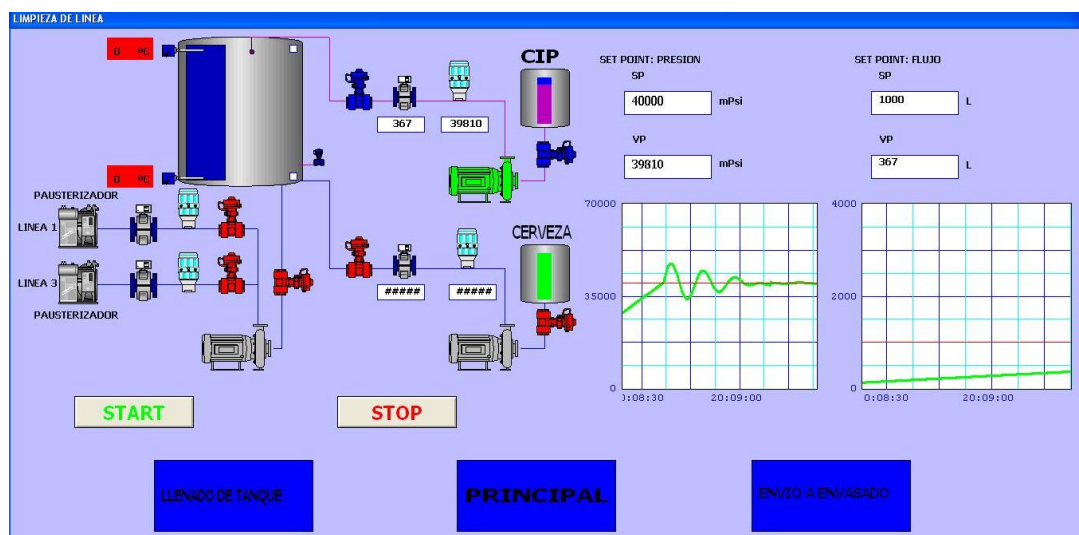 LIMPIEZA DE LINEA
0 ºC
CIP
SET POINT: PRESION
SP
40000 mPsi
VP
39810 mPsi
SET POINT: FLUJO
SP
1000 L
VP
367 L
367
39810
0 ºC
PAUSTERIZADOR
LINEA 1
LINEA 3
PAUSTERIZADOR
CERVEZA
#####
#####
70000
35000
0
0:08:30
20:09:00
4000
2000
0
0:08:30
20:09:00
START
STOP
LLENADO DE TANQUE
PRINCIPAL
ENVIO A ENVASADO